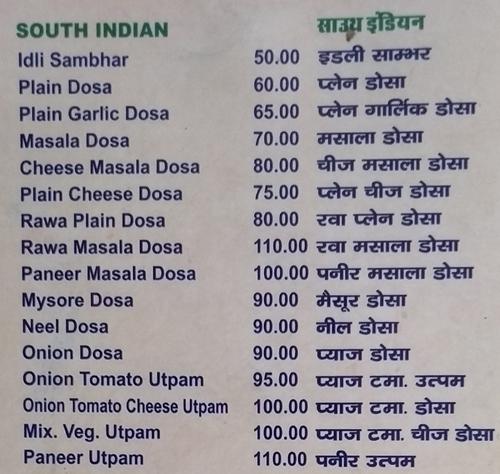 SOUTH INDIAN साउथ इंडियन
Idli Sambhar 50.00 इडली साम्भर
Plain Dosa 60.00 प्लेन डोसा
Plain Garlic Dosa 65.00 प्लेन गार्लिक डोसा
Masala Dosa 70.00 मसाला डोसा
Cheese Masala Dosa 80.00 चीज मसाला डोसा
Plain Cheese Dosa 75.00 प्लेन चीज डोसा
Rawa Plain Dosa 80.00 रवा प्लेन डोसा
Rawa Masala Dosa 110.00 रवा मसाला डोसा
Paneer Masala Dosa 100.00 पनीर मसाला डोसा
Mysore Dosa 90.00 मैसूर डोसा
Neel Dosa 90.00 नील डोसा
Onion Dosa 90.00 प्याज डोसा
Onion Tomato Utpam 95.00 प्याज टमा. उत्पम
Onion Tomato Cheese Utpam 100.00 प्याज टमा. डोसा
Mix. Veg. Utpam 100.00 प्याज टमा. चीज डोसा
Paneer Utpam 110.00 पनीर उत्पम